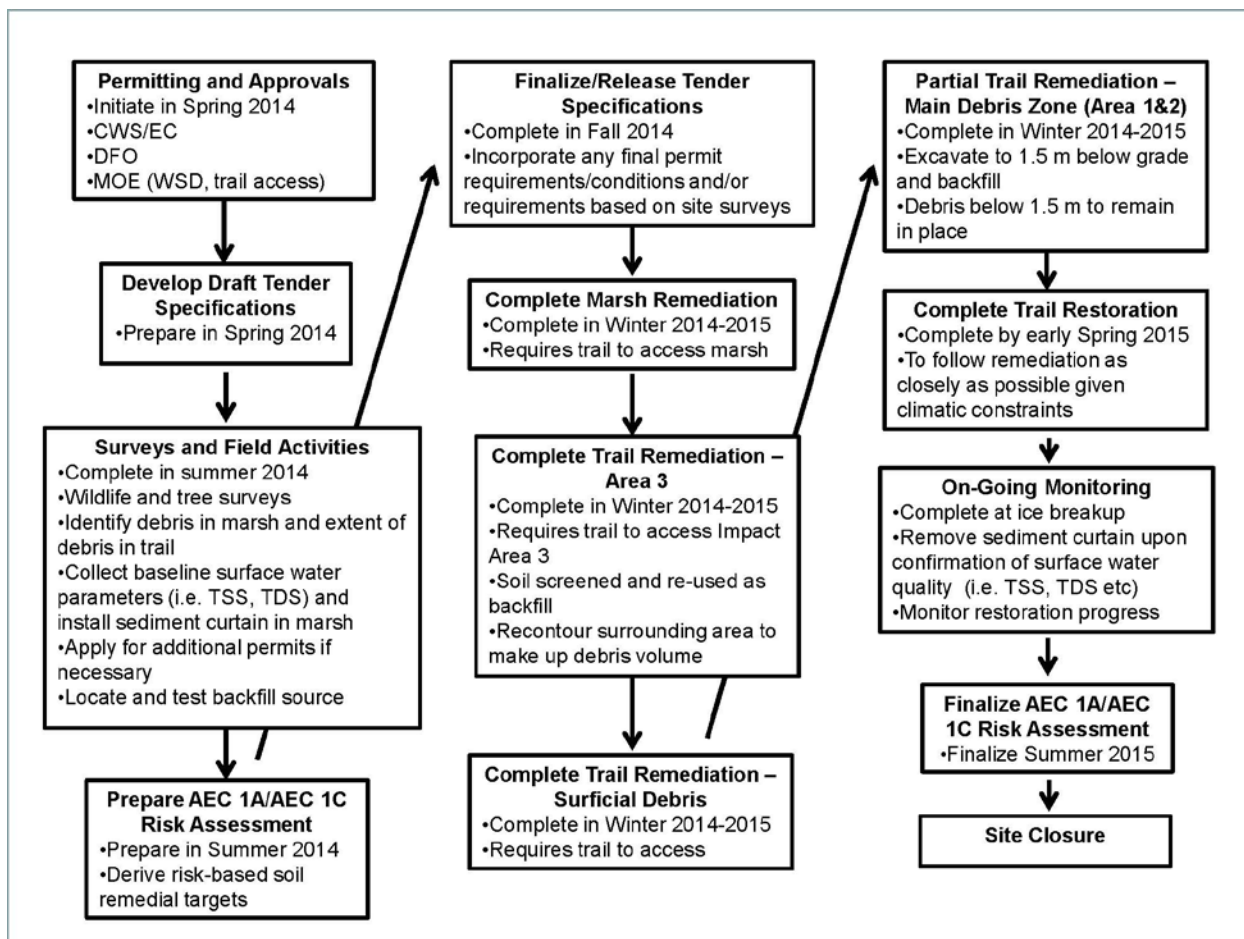 Permitting and Approvals
•Initiate in Spring 2014
•CWS/EC
•DFO
•MOE (WSD, trail access)
Develop Draft Tender
Specifications
•Prepare in Spring 2014
Surveys and Field Activities
•Complete in summer 2014
•Wildlife and tree surveys
•Identify debris in marsh and extent of
debris in trail
•Collect baseline surface water
parameters (i.e. TSS, TDS) and
install sediment curtain in marsh
•Apply for additional permits if
necessary
•Locate and test backfill source
Prepare AEC 1A/AEC 1C
Risk Assessment
•Prepare in Summer 2014
•Derive risk-based soil
remedial targets
Finalize/Release Tender
Specifications
•Complete in Fall 2014
•Incorporate any final permit
requirements/conditions and/or
requirements based on site surveys
Complete Marsh Remediation
•Complete in Winter 2014-2015
•Requires trail to access marsh
Complete Trail Remediation –
Area 3
•Complete in Winter 2014-2015
•Requires trail to access Impact
Area 3
•Soil screened and re-used as
backfill
•Recontour surrounding area to
make up debris volume
Complete Trail Remediation –
Surficial Debris
•Complete in Winter 2014-2015
•Requires trail to access
Partial Trail Remediation –
Main Debris Zone (Area 1&2)
•Complete in Winter 2014-2015
•Excavate to 1.5 m below grade
and backfill
•Debris below 1.5 m to remain
in place
Complete Trail Restoration
•Complete by early Spring 2015
•To follow remediation as
closely as possible given
climatic constraints
On-Going Monitoring
•Complete at ice breakup
•Remove sediment curtain upon
confirmation of surface water
quality (i.e. TSS, TDS etc)
•Monitor restoration progress
Finalize AEC 1A/AEC
1C Risk Assessment
•Finalize Summer 2015
Site Closure